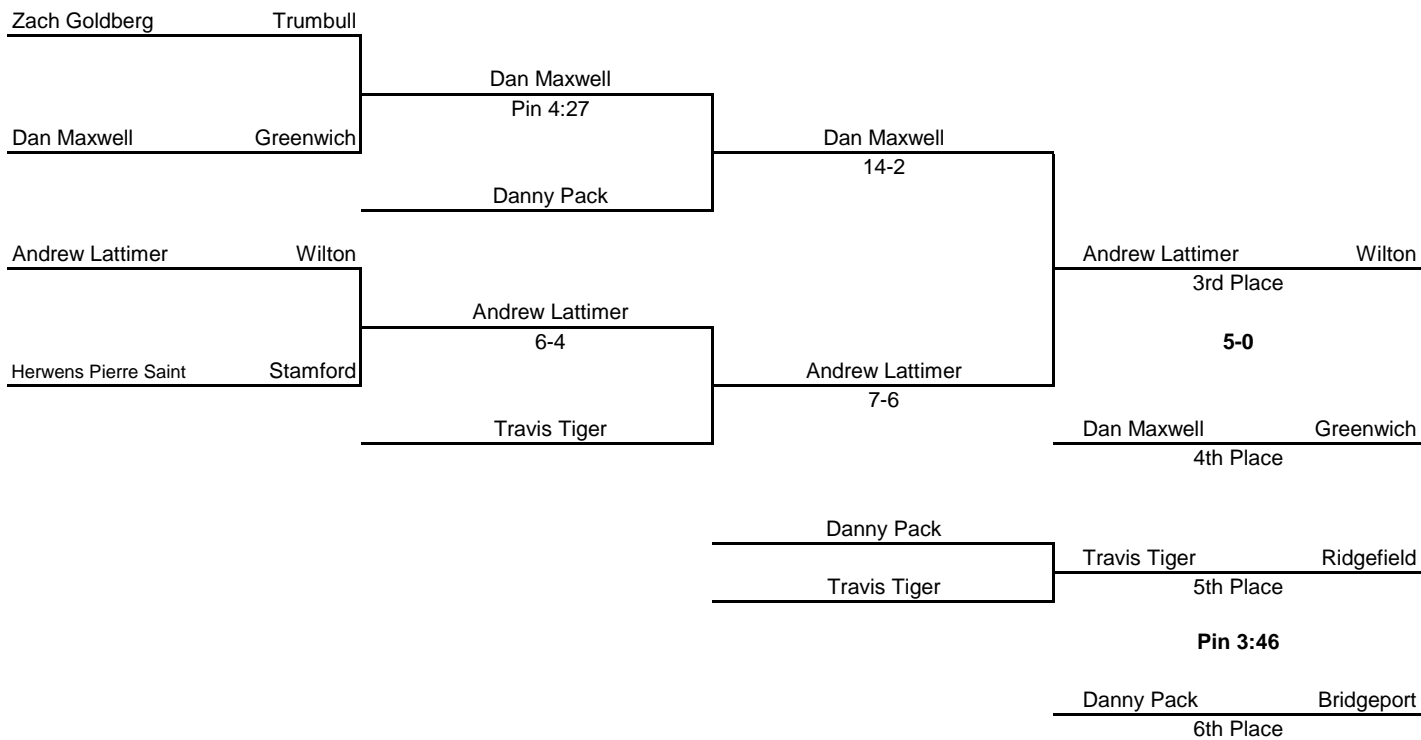 Zach Goldberg Trumbull
Dan Maxwell
Pin 4:27
Dan Maxwell Greenwich
Dan Maxwell
14-2
Danny Pack
Andrew Lattimer Wilton
Andrew Lattimer Wilton
3rd Place
Andrew Lattimer
6-4
5-0
Herwens Pierre Saint Stamford
Andrew Lattimer
7-6
Travis Tiger
Dan Maxwell Greenwich
4th Place
Danny Pack
Travis Tiger Ridgefield
5th Place
Travis Tiger
Pin 3:46
Danny Pack Bridgeport
6th Place